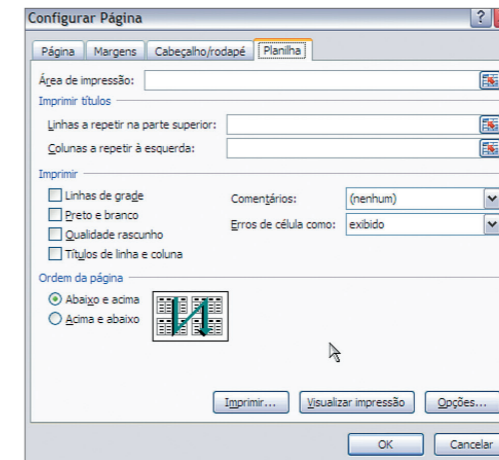 Configurar Página
Página Margens Cabeçalho/rodapé Planilha
Área de impressão:
Imprimir títulos
Linhas a repetir na parte superior:
Colunas a repetir à esquerda:
Imprimir
Linhas de grade
Comentários: (nenhum)
Preto e branco
Erros de célula como: exibido
Qualidade rascunho
Títulos de linha e coluna
Ordem da página
Abaixo e acima
Acima e abaixo
Imprimir... Visualizar impressão Opções...
OK Cancelar